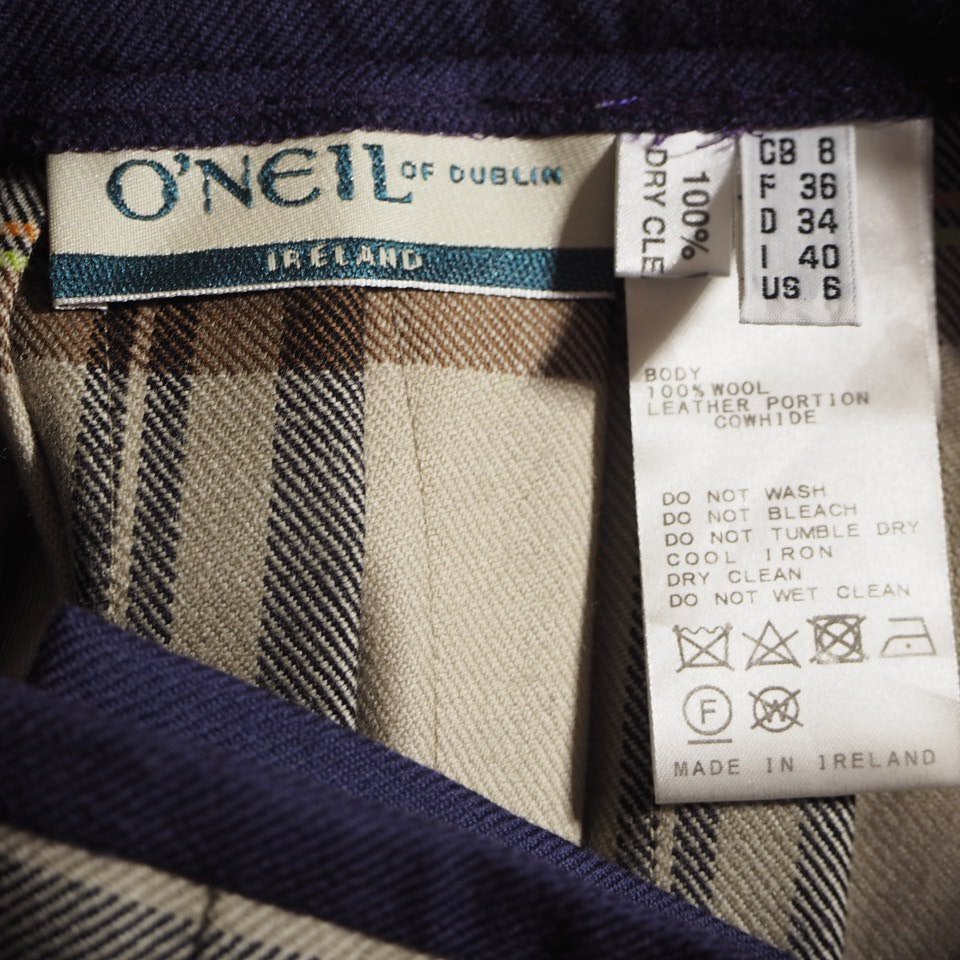 O'NEIL OF DUBLIN
IRELAND
100%
DRY CLE
GB 8
F 36
D 34
I 40
US 6
BODY
100% WOOL
LEATHER PORTION
COWHIDE
DO NOT WASH
DO NOT BLEACH
DO NOT TUMBLE DRY
COOL IRON
DRY CLEAN
DO NOT WET CLEAN
F W
MADE IN IRELAND